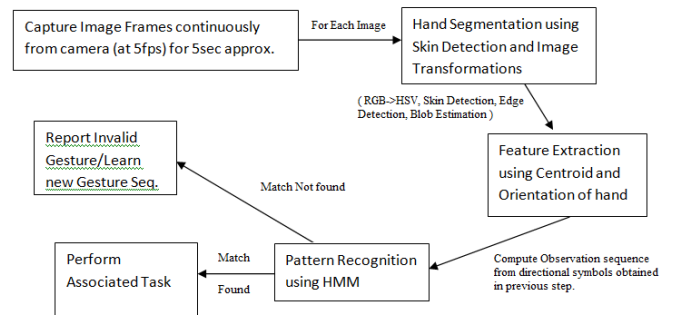 Capture Image Frames continuously
from camera (at 5fps) for 5sec approx.
For Each Image
Hand Segmentation using
Skin Detection and Image
Transformations
( RGB->HSV, Skin Detection, Edge
Detection, Blob Estimation )
Feature Extraction
using Centroid and
Orientation of hand
Compute Observation sequence
from directional symbols obtained
in previous step.
Pattern Recognition
using HMM
Match Not found
Report Invalid
Gesture/Learn
new Gesture Seq.
Match
Found
Perform
Associated Task